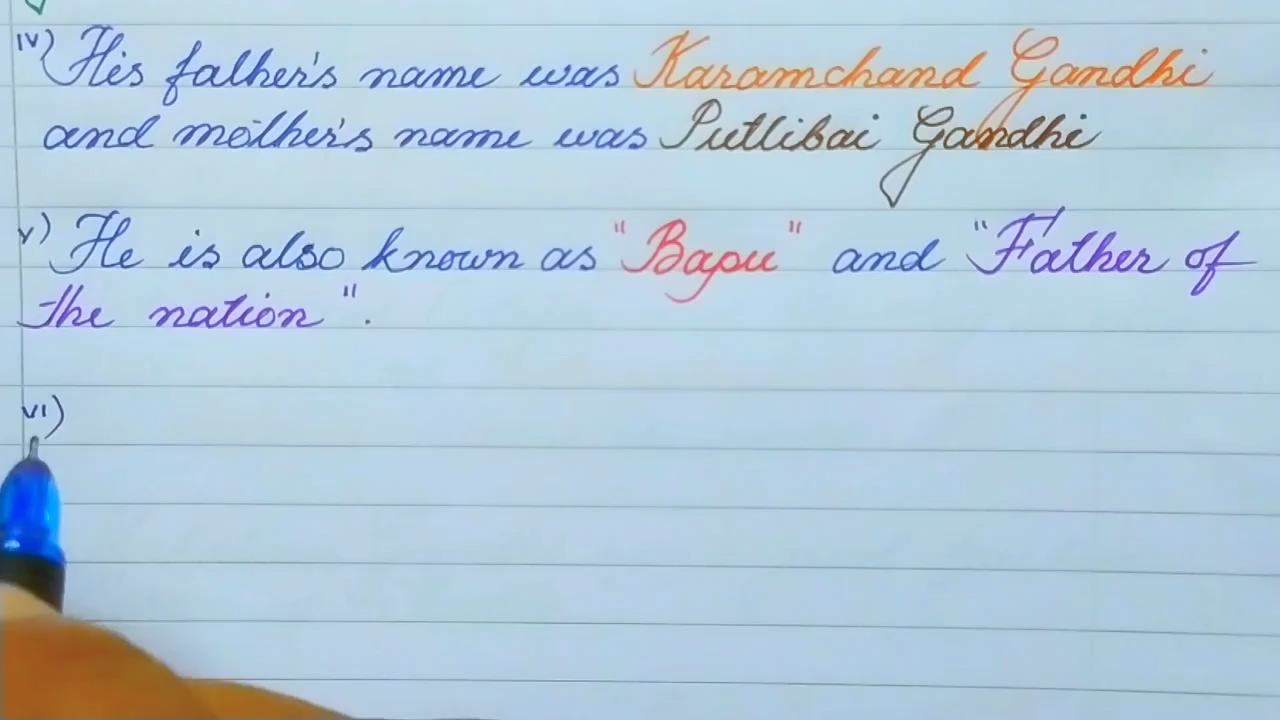 iv) His father's name was Karamchand Gandhi
and mother's name was Putlibai Gandhi
v) He is also known as "Bapu" and "Father of
the nation".
vi)